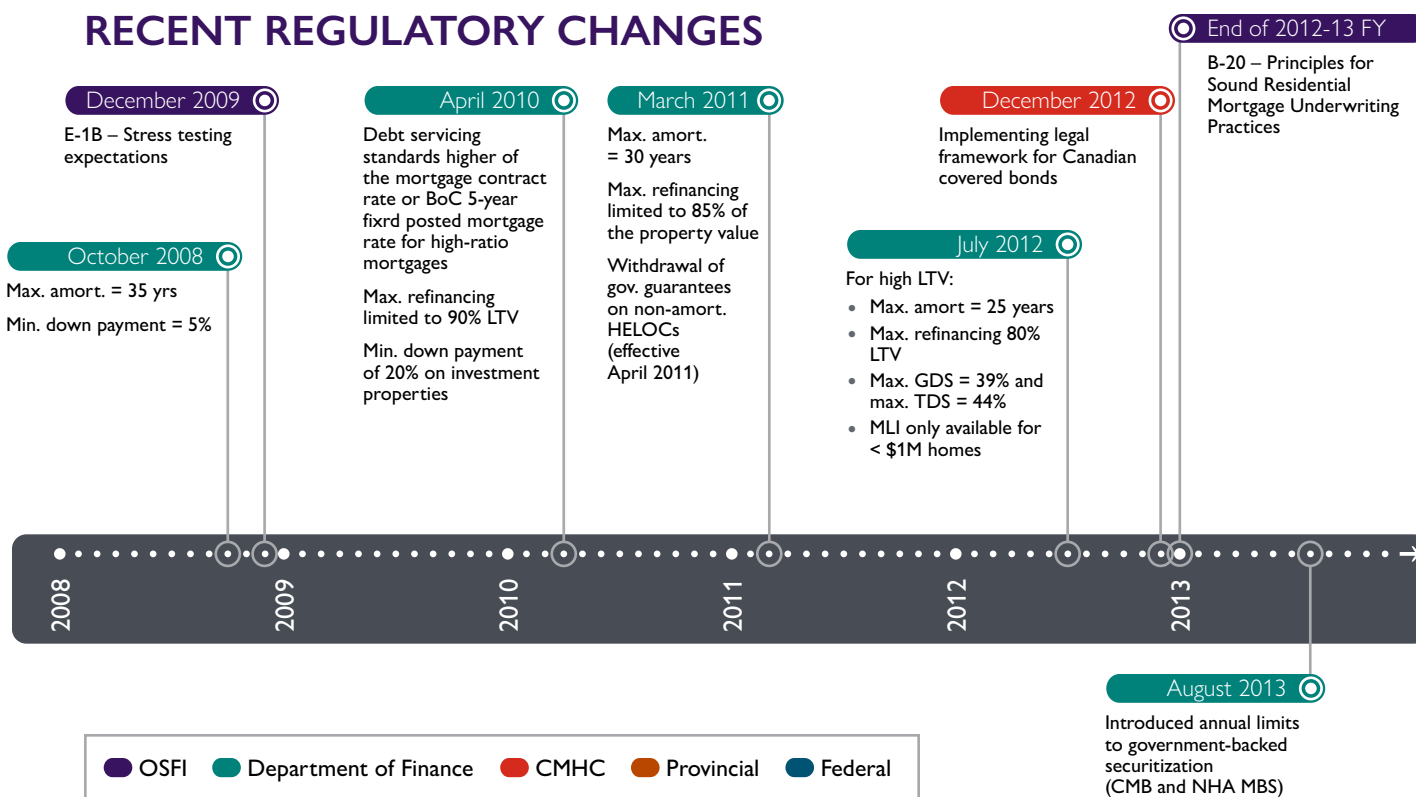 RECENT REGULATORY CHANGES
End of 2012-13 FY
B-20 – Principles for
Sound Residential
Mortgage Underwriting
Practices
December 2009
E-1B – Stress testing
expectations
April 2010
Debt servicing
standards higher of
the mortgage contract
rate or BoC 5-year
fixrd posted mortgage
rate for high-ratio
mortgages
Max. refinancing
limited to 90% LTV
Min. down payment
of 20% on investment
properties
March 2011
Max. amort.
= 30 years
Max. refinancing
limited to 85% of
the property value
Withdrawal of
gov. guarantees
on non-amort.
HELOCs
(effective
April 2011)
December 2012
Implementing legal
framework for Canadian
covered bonds
October 2008
Max. amort. = 35 yrs
Min. down payment = 5%
July 2012
For high LTV:
• Max. amort = 25 years
• Max. refinancing 80%
LTV
• Max. GDS = 39% and
max. TDS = 44%
• MLI only available for
< $1M homes
2008
2009
2010
2011
2012
2013
August 2013
Introduced annual limits
to government-backed
securitization
(CMB and NHA MBS)
OSFI
Department of Finance
CMHC
Provincial
Federal